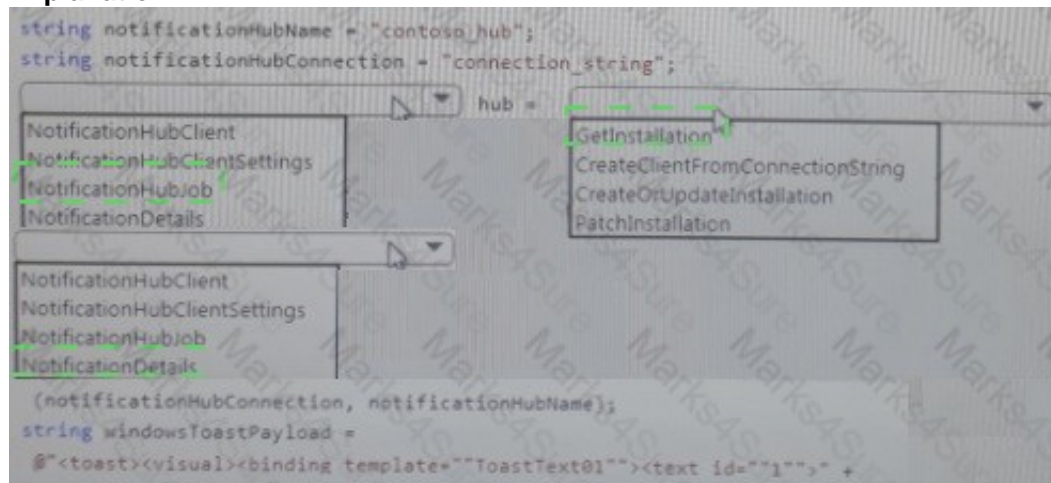 string notificationHubName = "contoso_hub";
string notificationHubConnection = "connection_string";
hub =
NotificationHubClient
NotificationHubClientSettings
NotificationHubJob
NotificationDetails
GetInstallation
CreateClientFromConnectionString
CreateOrUpdateInstallation
PatchInstallation
NotificationHubClient
NotificationHubClientSettings
NotificationHubJob
NotificationDetails
(notificationHubConnection, notificationHubName);
string windowsToastPayload =
@"<toast><visual><binding template=""ToastText01""><text id=""1"">" +
Marks4Sure